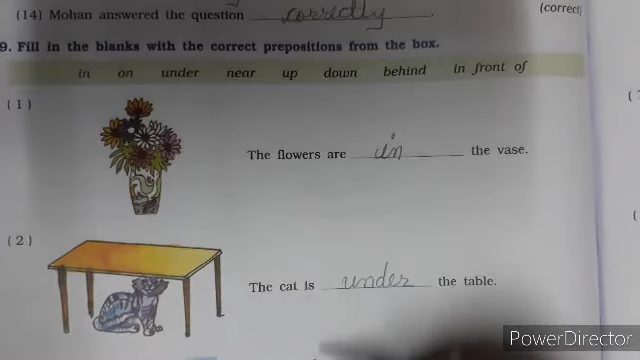 (14) Mohan answered the question correctly. (correct)
9. Fill in the blanks with the correct prepositions from the box.
in on under near up down behind in front of
(1)
The flowers are in the vase.
(2)
The cat is under the table.
PowerDirector